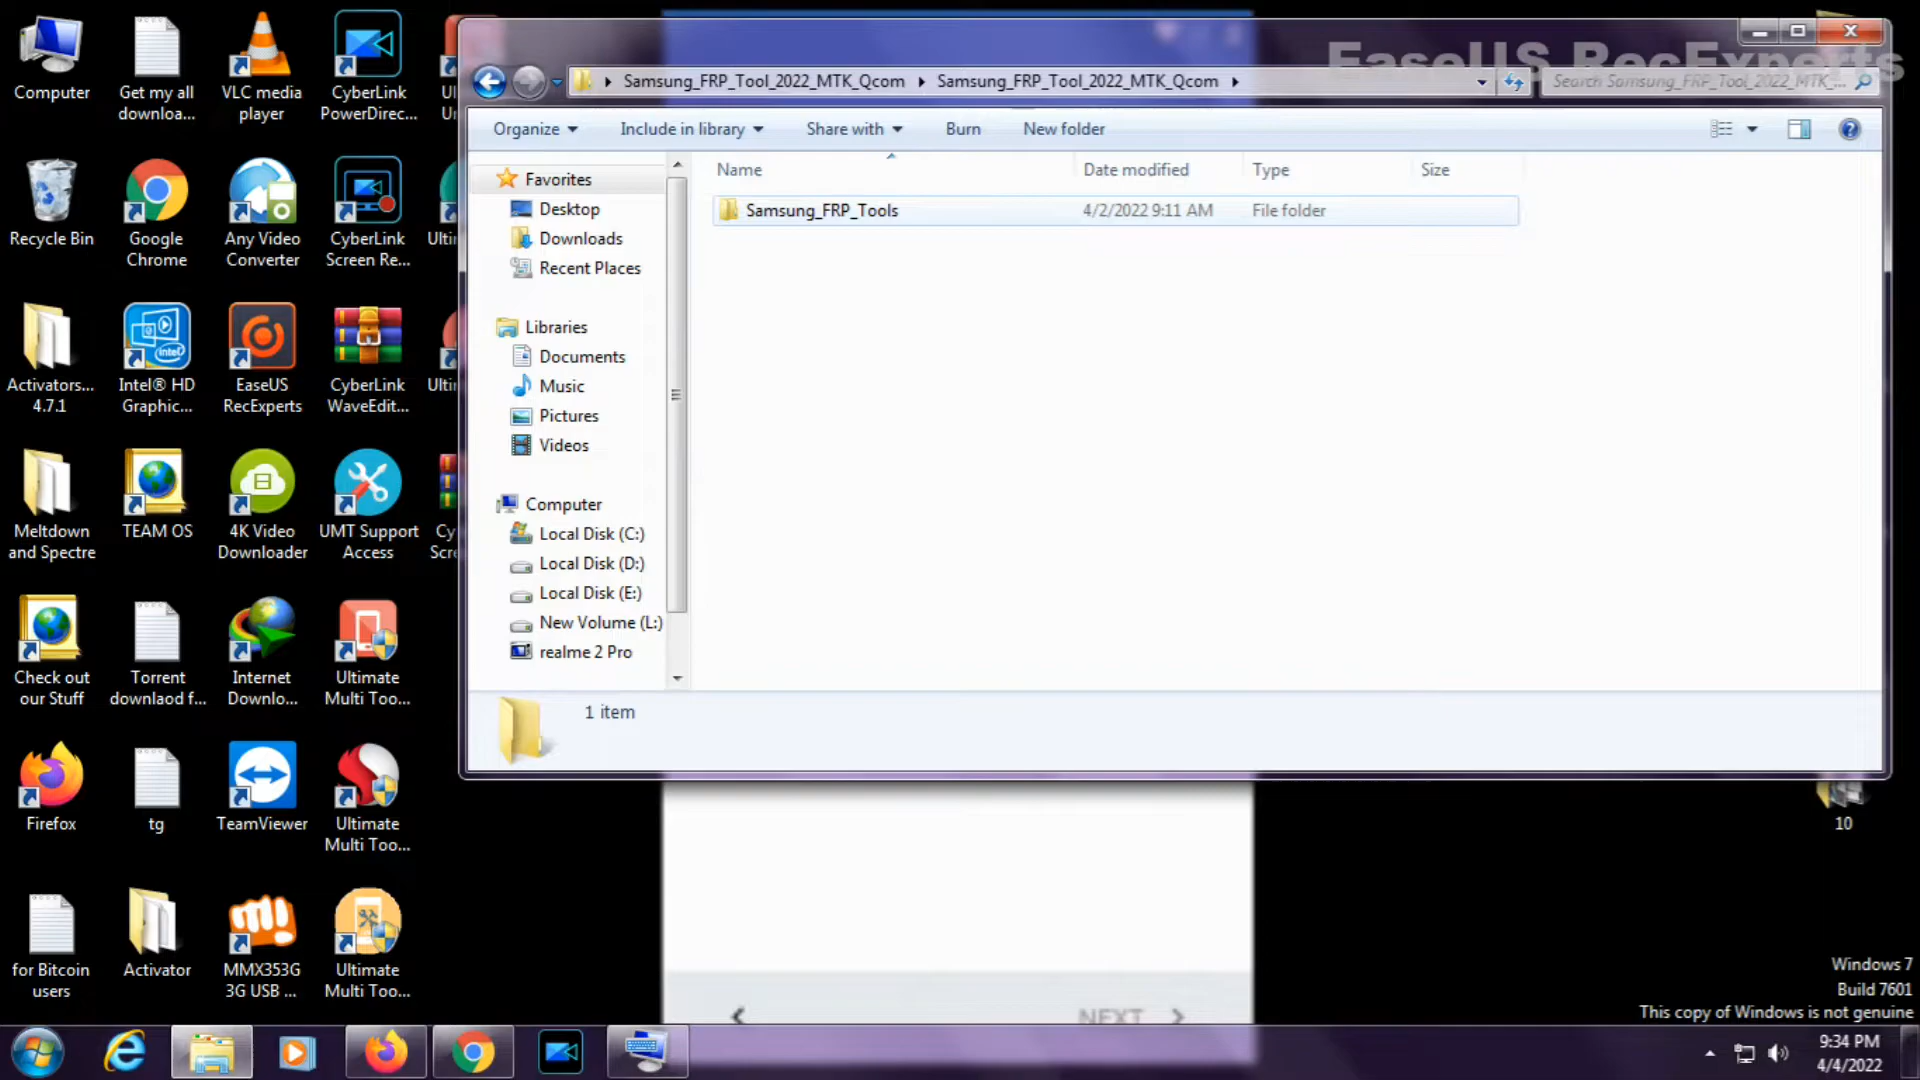 Computer
Get my all
downloa...
VLC media
player
CyberLink
PowerDirec...
Recycle Bin
Google
Chrome
Any Video
Converter
CyberLink
Screen Re...
Activators...
4.7.1
Intel® HD
Graphic...
EaseUS
RecExperts
CyberLink
WaveEdit...
Meltdown
and Spectre
TEAM OS
4K Video
Downloader
UMT Support
Access
Check out
our Stuff
Torrent
downlaod f...
Internet
Downlo...
Ultimate
Multi Too...
Firefox
tg
TeamViewer
Ultimate
Multi Too...
for Bitcoin
users
Activator
MMX353G
3G USB ...
Ultimate
Multi Too...
EaseUS RecExperts
Samsung_FRP_Tool_2022_MTK_Qcom
Samsung_FRP_Tool_2022_MTK_Qcom
Search Samsung_FRP_Tool_2022_MTK_...
Organize
Include in library
Share with
Burn
New folder
Favorites
Desktop
Downloads
Recent Places
Libraries
Documents
Music
Pictures
Videos
Computer
Local Disk (C:)
Local Disk (D:)
Local Disk (E:)
New Volume (L:)
realme 2 Pro
Name
Date modified
Type
Size
Samsung_FRP_Tools
4/2/2022 9:11 AM
File folder
1 item
10
NEXT
Windows 7
Build 7601
This copy of Windows is not genuine
9:34 PM
4/4/2022